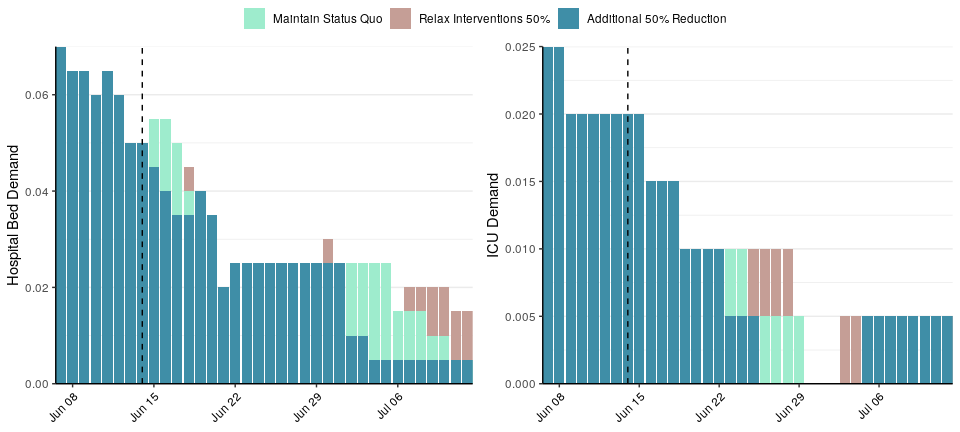 Maintain Status Quo Relax Interventions 50% Additional 50% Reduction
Hospital Bed Demand
0.06
0.04
0.02
0.00
Jun 08 Jun 15 Jun 22 Jun 29 Jul 06
ICU Demand
0.025
0.020
0.015
0.010
0.005
0.000
Jun 08 Jun 15 Jun 22 Jun 29 Jul 06